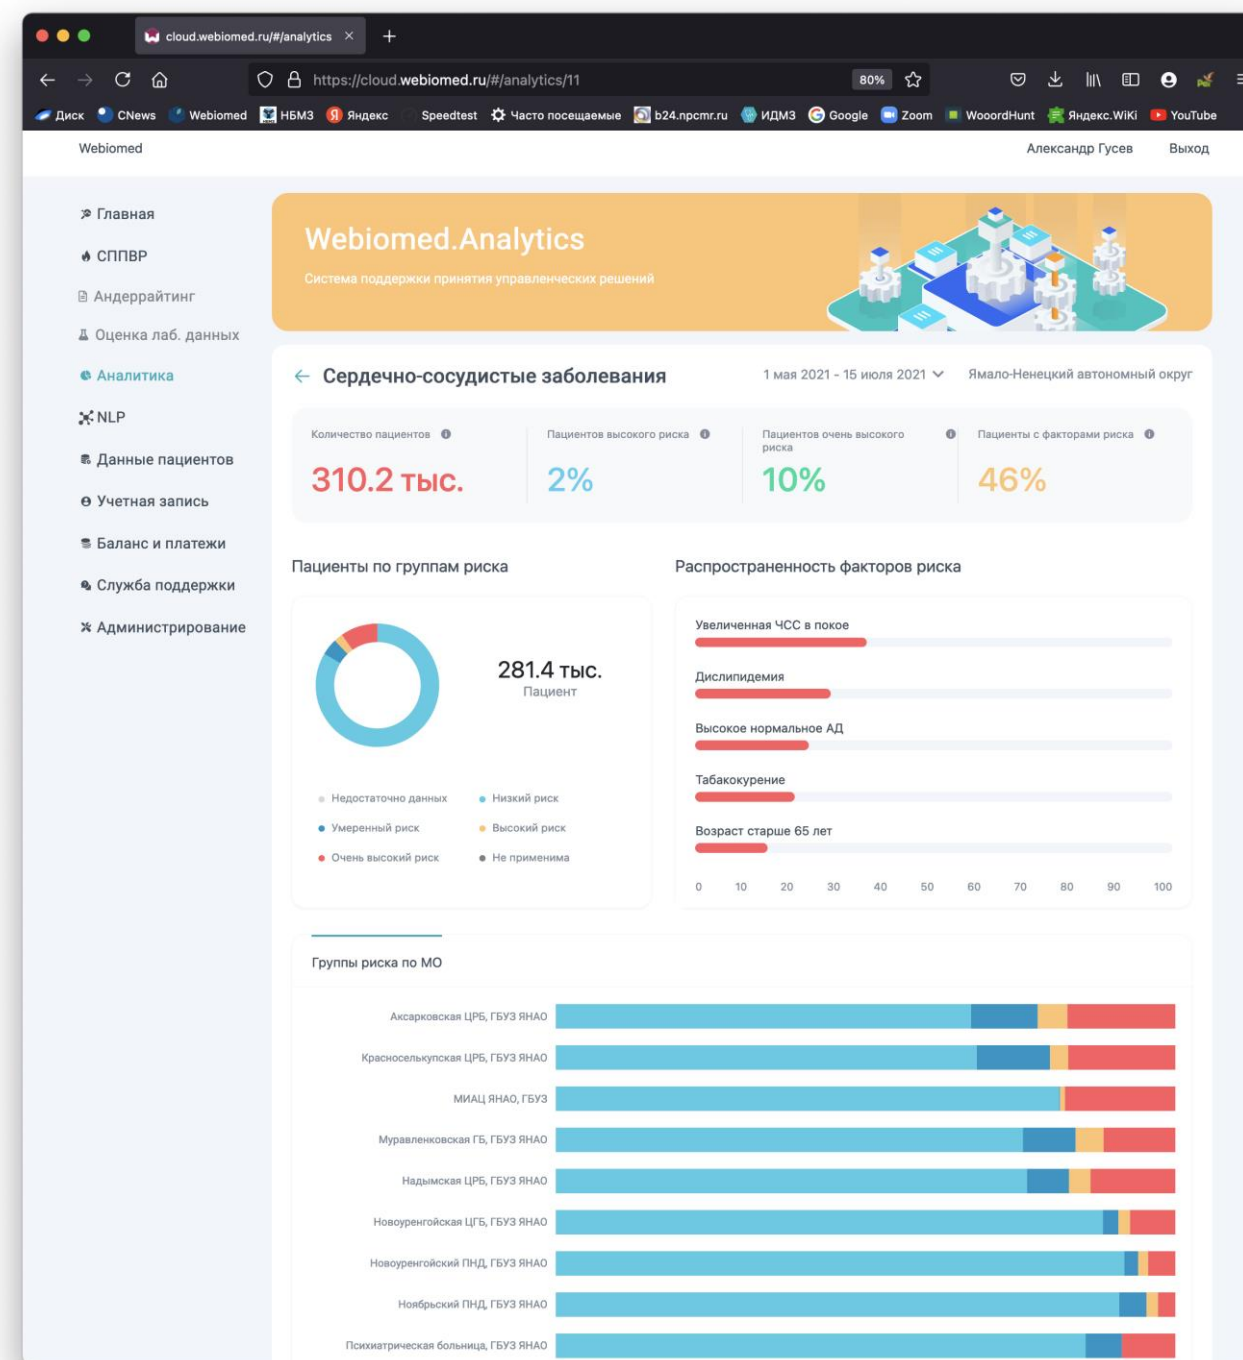 cloud.webiomed.ru/#/analytics
https://cloud.webiomed.ru/#/analytics/11 80%
Диск CNews Webiomed НБМЗ Яндекс Speedtest Часто посещаемые b24.npcmr.ru ИДМЗ Google Zoom WooordHunt Яндекс.WiKi YouTube
Webiomed Александр Гусев Выход
Главная
СППВР
Андеррайтинг
Оценка лаб. данных
Аналитика
NLP
Данные пациентов
Учетная запись
Баланс и платежи
Служба поддержки
Администрирование
Webiomed.Analytics
Система поддержки принятия управленческих решений
Сердечно-сосудистые заболевания 1 мая 2021 - 15 июля 2021 Ямало-Ненецкий автономный округ
Количество пациентов
310.2 тыс.
Пациентов высокого риска
2%
Пациентов очень высокого
риска
10%
Пациенты с факторами риска
46%
Пациенты по группам риска
281.4 тыс.
Пациент
Недостаточно данных Низкий риск
Умеренный риск Высокий риск
Очень высокий риск Не применима
Распространенность факторов риска
Увеличенная ЧСС в покое
Дислипидемия
Высокое нормальное АД
Табакокурение
Возраст старше 65 лет
0 10 20 30 40 50 60 70 80 90 100
Группы риска по МО
Аксарковская ЦРБ, ГБУЗ ЯНАО
Красноселькупская ЦРБ, ГБУЗ ЯНАО
МИАЦ ЯНАО, ГБУЗ
Муравленковская ГБ, ГБУЗ ЯНАО
Надымская ЦРБ, ГБУЗ ЯНАО
Новоуренгойская ЦГБ, ГБУЗ ЯНАО
Новоуренгойский ПНД, ГБУЗ ЯНАО
Ноябрьский ПНД, ГБУЗ ЯНАО
Психиатрическая больница, ГБУЗ ЯНАО